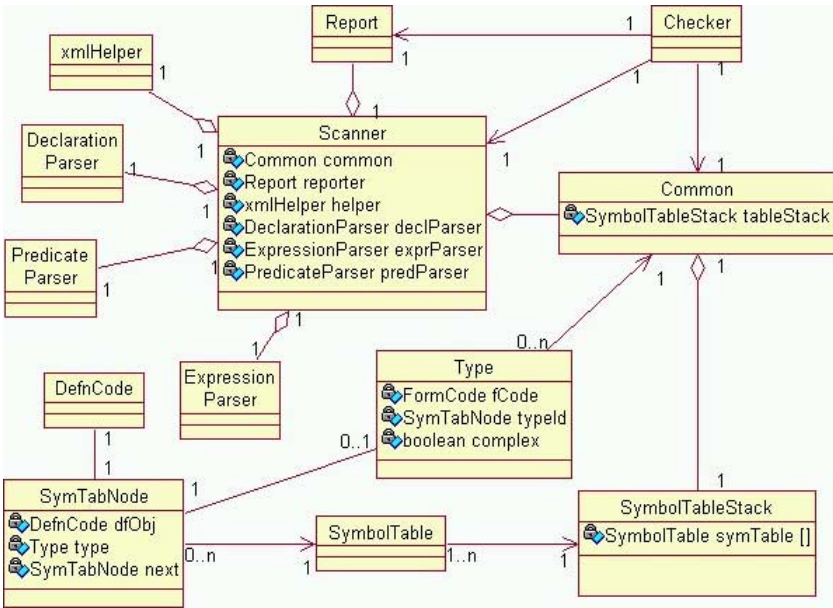 Report
1
Checker
1
1
1
xmlHelper
1
1
1
1
Scanner
Common common
Report reporter
xmlHelper helper
DeclarationParser declParser
ExpressionParser exprParser
PredicateParser predParser
1
1
Declaration
Parser
1
1
Common
SymbolTableStack tableStack
Predicate
Parser
1
1
1
1
1
1
0..n
Expression
Parser
Type
FormCode fCode
SymTabNode typeId
boolean complex
DefnCode
1
1
0..1
1
SymTabNode
DefnCode dfObj
Type type
SymTabNode next
0..n
1
SymbolTable
1..n
1
1
SymbolTableStack
SymbolTable symTable []